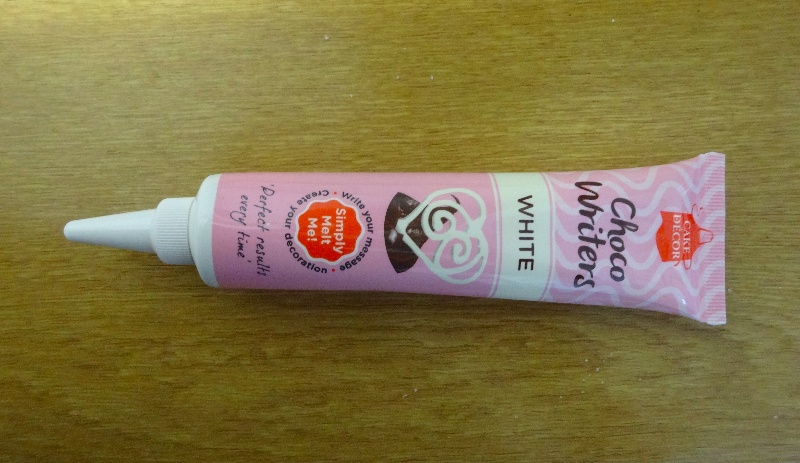 CAKE
DÉCOR
Choco
Writers
WHITE
Write your message
Simply
Melt
Me!
Create your decoration
'Perfect results
every time'